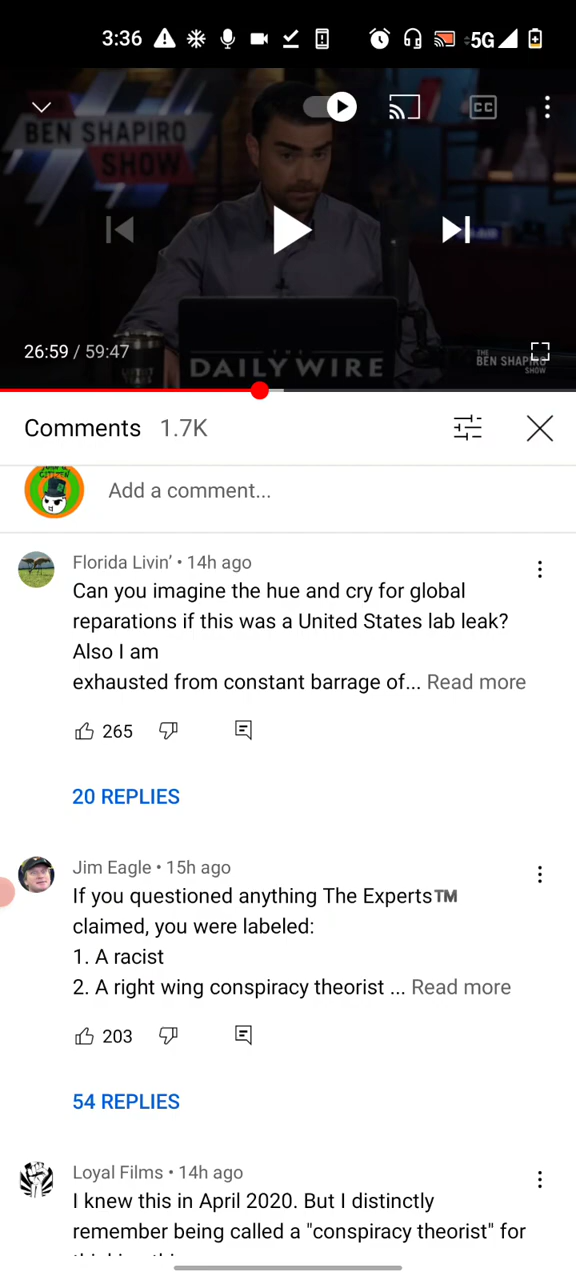 3:36
5G
BEN SHAPIRO
SHOW
CC
26:59 / 59:47
THE
DAILYWIRE
THE
BEN SHAPIRO
SHOW
Comments 1.7K
Add a comment...
Florida Livin’ • 14h ago
Can you imagine the hue and cry for global
reparations if this was a United States lab leak?
Also I am
exhausted from constant barrage of... Read more
265
20 REPLIES
Jim Eagle • 15h ago
If you questioned anything The Experts™
claimed, you were labeled:
1. A racist
2. A right wing conspiracy theorist ... Read more
203
54 REPLIES
Loyal Films • 14h ago
I knew this in April 2020. But I distinctly
remember being called a "conspiracy theorist" for